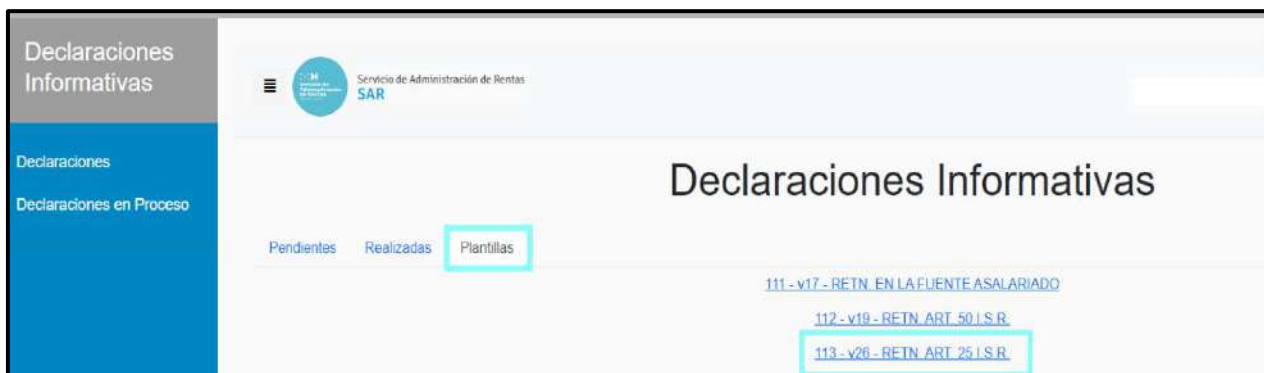 Declaraciones
Informativas
Servicio de Administración de Rentas
SAR
Declaraciones
Declaraciones en Proceso
Declaraciones Informativas
Pendientes Realizadas Plantillas
111 - v17 - RETN. EN LA FUENTE ASALARIADO
112 - v19 - RETN. ART. 50 I.S.R.
113 - v26 - RETN. ART. 25 I.S.R.